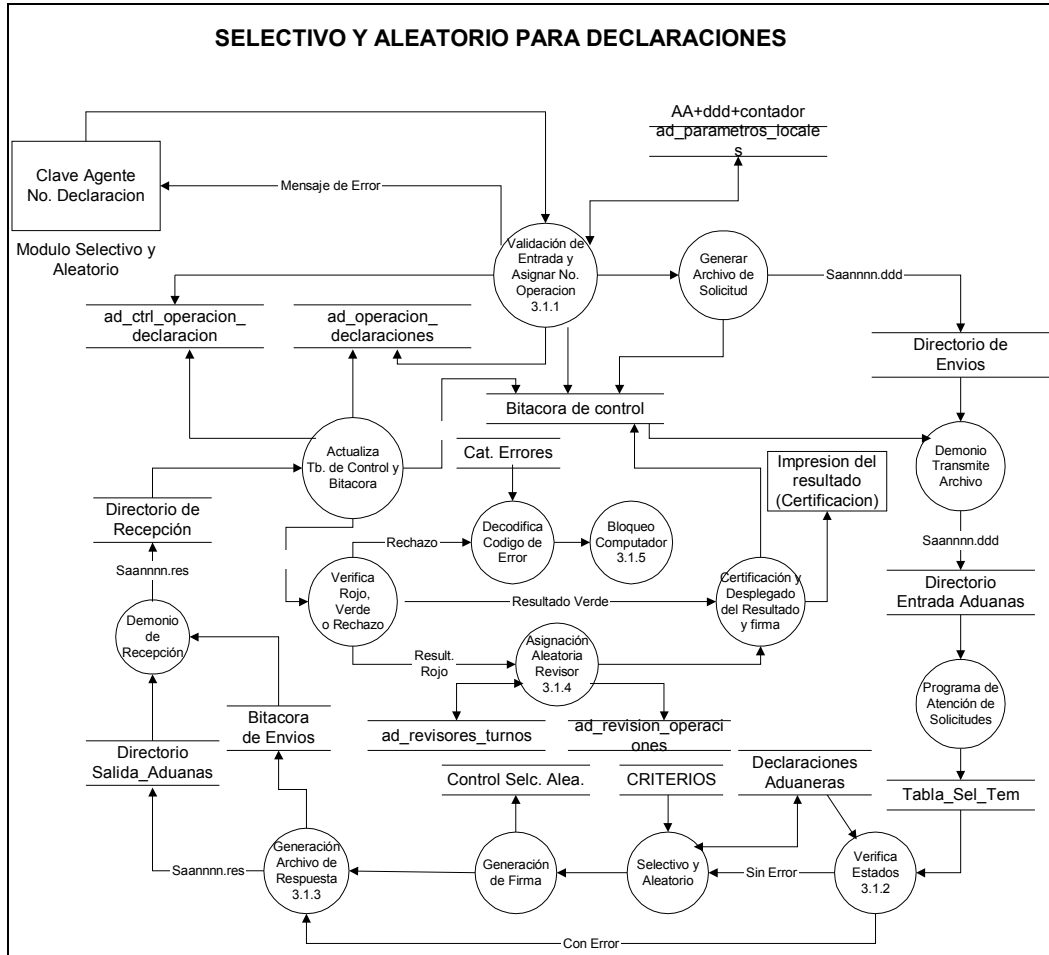 SELECTIVO Y ALEATORIO PARA DECLARACIONES
AA+ddd+contador
ad_parametros_locale
s
Clave Agente
No. Declaracion
Mensaje de Error
Modulo Selectivo y
Aleatorio
Validación de
Entrada y
Asignar No.
Operacion
3.1.1
Generar
Archivo de
Solicitud
Saannnn.ddd
ad_ctrl_operacion_
declaracion
ad_operacion_
declaraciones
Directorio de
Envios
Bitacora de control
Actualiza
Tb. de Control y
Bitacora
Cat. Errores
Impresion del
resultado
(Certificacion)
Demonio
Transmite
Archivo
Directorio de
Recepción
Rechazo
Decodifica
Codigo de
Error
Bloqueo
Computador
3.1.5
Saannnn.ddd
Saannnn.res
Verifica
Rojo,
Verde
o Rechazo
Resultado Verde
Certificación y
Desplegado
del Resultado
y firma
Directorio
Entrada Aduanas
Demonio
de
Recepción
Result.
Rojo
Asignación
Aleatoria
Revisor
3.1.4
Programa de
Atención de
Solicitudes
Bitacora
de Envios
ad_revisores_turnos
ad_revision_operaci
ones
Directorio
Salida_Aduanas
Control Selc. Alea.
CRITERIOS
Declaraciones
Aduaneras
Tabla_Sel_Tem
Saannnn.res
Generación
Archivo de
Respuesta
3.1.3
Generación
de Firma
Selectivo y
Aleatorio
Sin Error
Verifica
Estados
3.1.2
Con Error